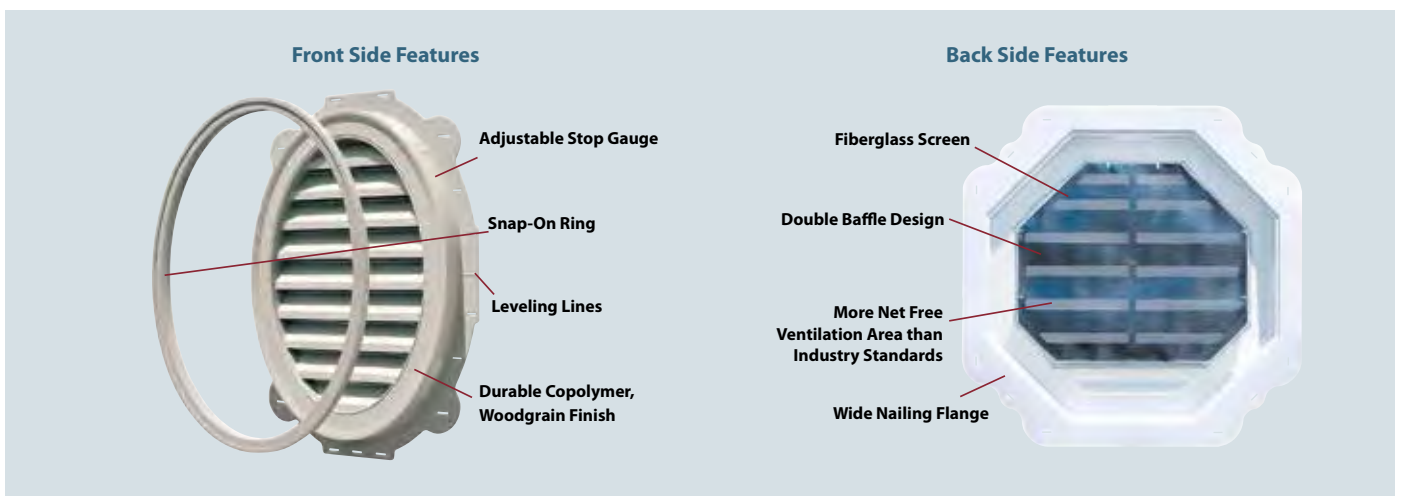 Front Side Features
Adjustable Stop Gauge
Snap-On Ring
Leveling Lines
Durable Copolymer,
Woodgrain Finish
Back Side Features
Fiberglass Screen
Double Baffle Design
More Net Free
Ventilation Area than
Industry Standards
Wide Nailing Flange